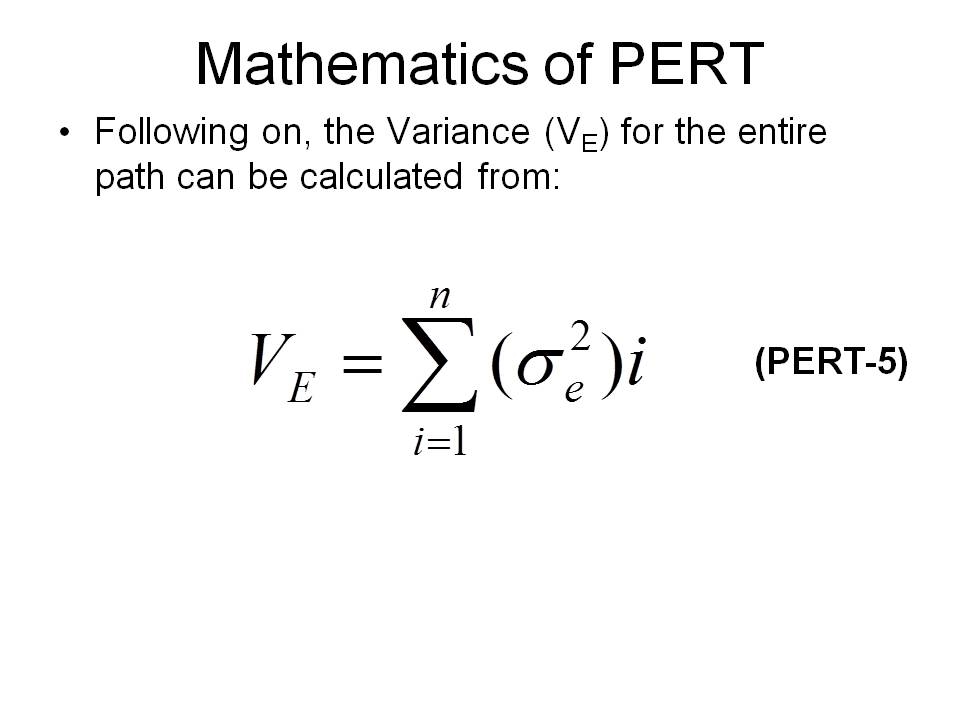 Mathematics of PERT
• Following on, the Variance (V_E) for the entire
path can be calculated from:
V_E = \sum_{i=1}^{n} (\sigma_e^2)i
(PERT-5)